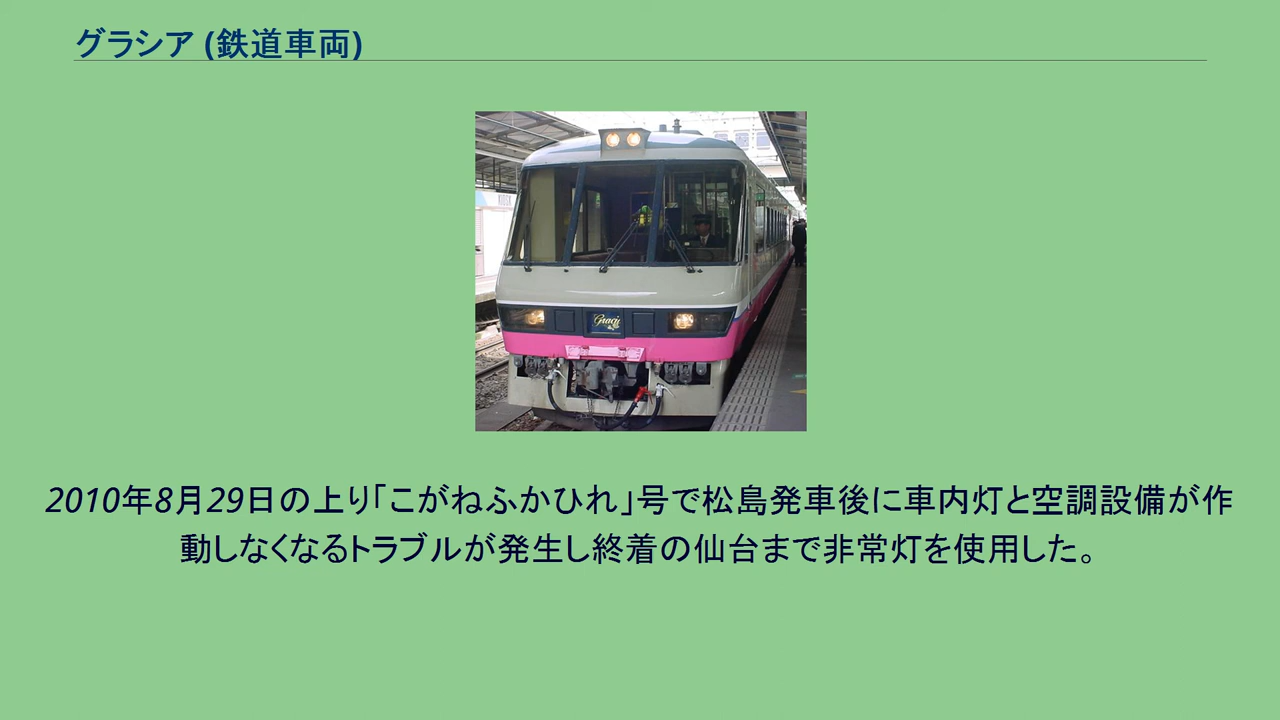 グラシア (鉄道車両)
KIOSK
Gracia
2010年8月29日の上り「こがねふかひれ」号で松島発車後に車内灯と空調設備が作
動しなくなるトラブルが発生し終着の仙台まで非常灯を使用した。